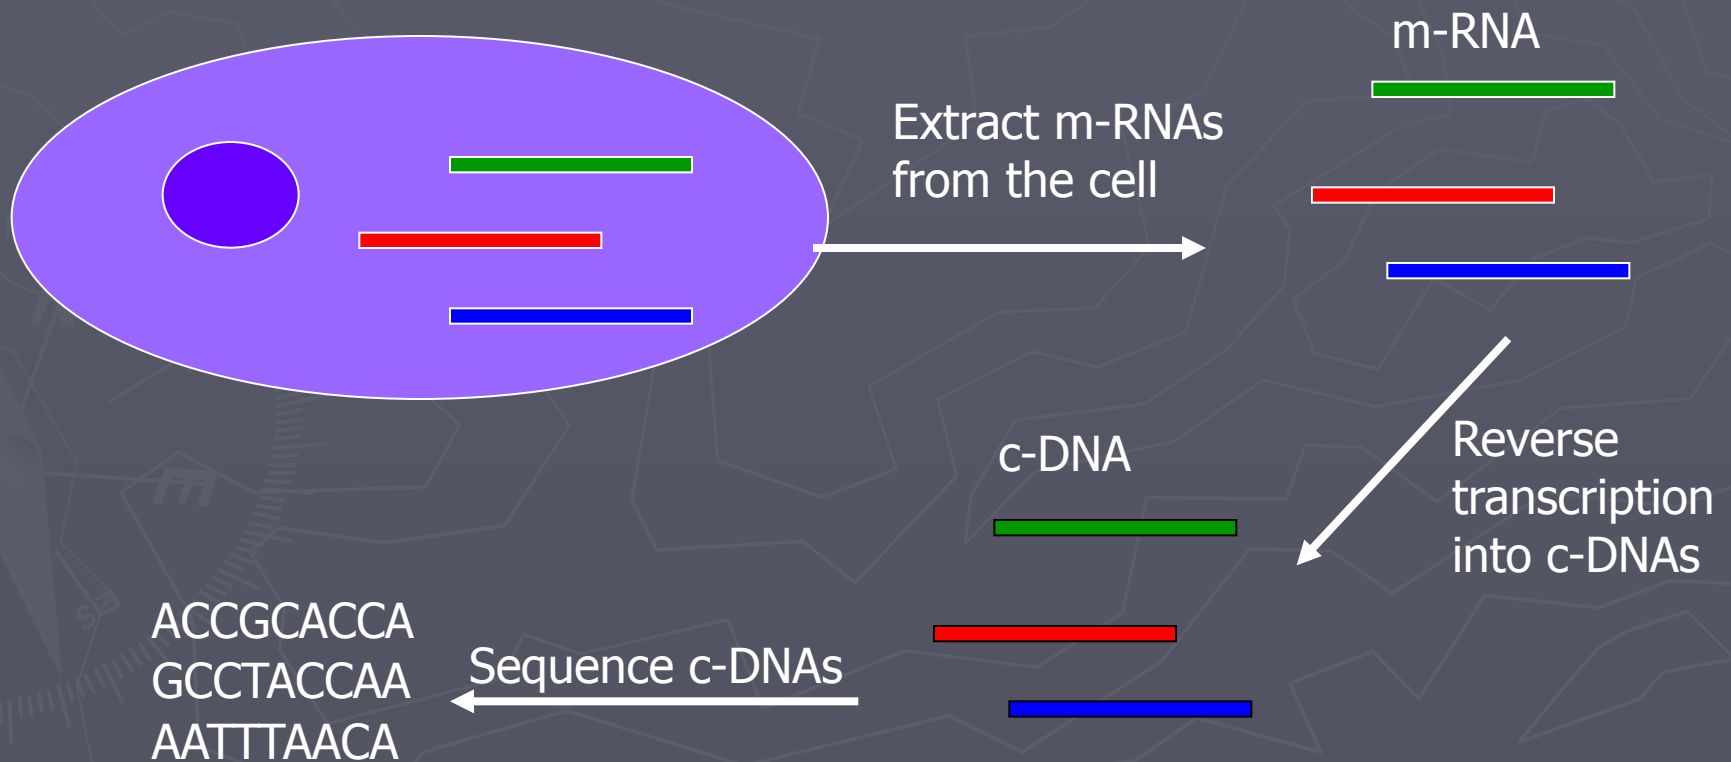 m-RNA
Extract m-RNAs
from the cell
Reverse
transcription
into c-DNAs
c-DNA
Sequence c-DNAs
ACCGCACCA
GCCTACCAA
AATTTAACA